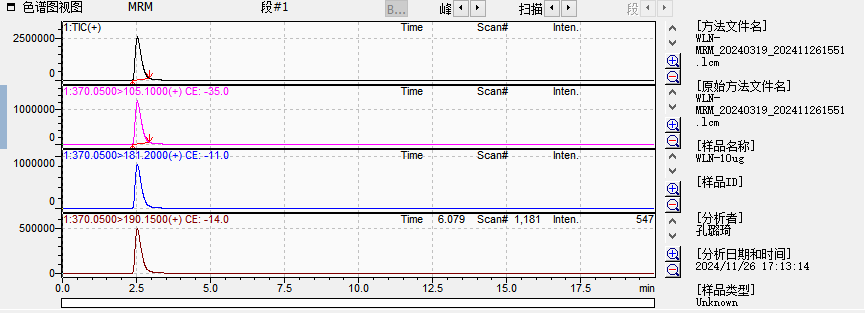 色谱图视图 MRM 段#1 B... 峰 扫描 段
1:TIC(+) Time Scan# Inten.
2500000
0
1:370.0500>105.1000(+) CE: -35.0 Time Scan# Inten.
1000000
0
1:370.0500>181.2000(+) CE: -11.0 Time Scan# Inten.
1000000
0
1:370.0500>190.1500(+) CE: -14.0 Time 6.079 Scan# 1,181 Inten. 547
500000
0
0.0 2.5 5.0 7.5 10.0 12.5 15.0 17.5 min
[方法文件名]
WLN-
MRM_20240319_202411261551
.lcm
[原始方法文件名]
WLN-
MRM_20240319_202411261551
.lcm
[样品名称]
WLN-10ug
[样品ID]
[分析者]
孔璐琦
[分析日期和时间]
2024/11/26 17:13:14
[样品类型]
Unknown